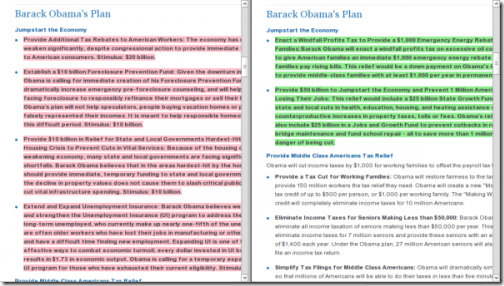 Barack Obama's Plan
Jumpstart the Economy
Provide Additional Tax Rebates to American Workers: The economy has
weaken significantly, despite congressional action to provide immediate
to American consumers. Stimulus: $20 billion.
Establish a $10 billion Foreclosure Prevention Fund: Given the downturn in
Obama is calling for immediate creation of his Foreclosure Prevention Fund
dramatically increase emergency pre-foreclosure counseling, and will help
facing foreclosure to responsibly refinance their mortgages or sell their
Obama's plan will not help speculators, people buying vacation homes or
falsely represented their incomes. It is want to help responsible homeo
this difficult period. Stimulus: $10 billion.
Provide $10 billion in Relief for State and Local Governments Hardest-Hit
Housing Crisis to Prevent Cuts in Vital Services: Because of the housing c
weakening economy, many state and local governments are facing signific
shortfalls. Barack Obama believes that in the areas hardest-hit by the hous
should provide immediate, temporary funding to state and local governmen
the decline in property values does not cause them to slash critical public
out vital infrastructure spending. Stimulus: $10 billion.
Extend and Expand Unemployment Insurance: Barack Obama believes we
and strengthen the Unemployment Insurance (UI) program to address the
long-term unemployed, who currently make up nearly one-fifth of the unem
are often older workers who have lost their jobs in manufacturing or other
and have a difficult time finding new employment. Expanding UI is one of
effective ways to combat economic turmoil; every dollar invested in UI be
results in $1.73 in economic output. Obama is calling for a temporary expan
UI program for those who have exhausted their current eligibility. Stimulus
Provide Middle Class Americans Tax Relief
Barack Obama's Plan
Jumpstart the Economy
Enact a Windfall Profits Tax to Provide a $1,000 Emergency Energy Rebate
Families: Barack Obama will enact a windfall profits tax on excessive oil co
to give American families an immediate $1,000 emergency energy rebate
families pay rising bills. This relief would be a down payment on Obama's l
to provide middle-class families with at least $1,000 per year in permanent
Provide $50 billion to Jumpstart the Economy and Prevent 1 Million Americ
Losing Their Jobs: This relief would include a $25 billion State Growth Fund
state and local cuts in health, education, housing, and heating assistance o
counterproductive increases in property taxes, tolls or fees. Obama's relief
also include $25 billion in a Jobs and Growth Fund to prevent cutbacks in r
bridge maintenance and fund school repair - all to save more than 1 million
danger of being cut.
Provide Middle Class Americans Tax Relief
Obama will cut income taxes by $1,000 for working families to offset the payroll tax
Provide a Tax Cut for Working Families: Obama will restore fairness to the tax
provide 150 million workers the tax relief they need. Obama will create a new "Ma
tax credit of up to $500 per person, or $1,000 per working family. The "Making W
credit will completely eliminate income taxes for 10 million Americans.
Eliminate Income Taxes for Seniors Making Less than $50,000: Barack Obama
eliminate all income taxation of seniors making less than $50,000 per year. This
eliminate income taxes for 7 million seniors and provide these seniors with an av
of $1,400 each year. Under the Obama plan, 27 million American seniors will also
file an income tax return.
Simplify Tax Filings for Middle Class Americans: Obama will dramatically sim
so that millions of Americans will be able to do their taxes in less than five minute